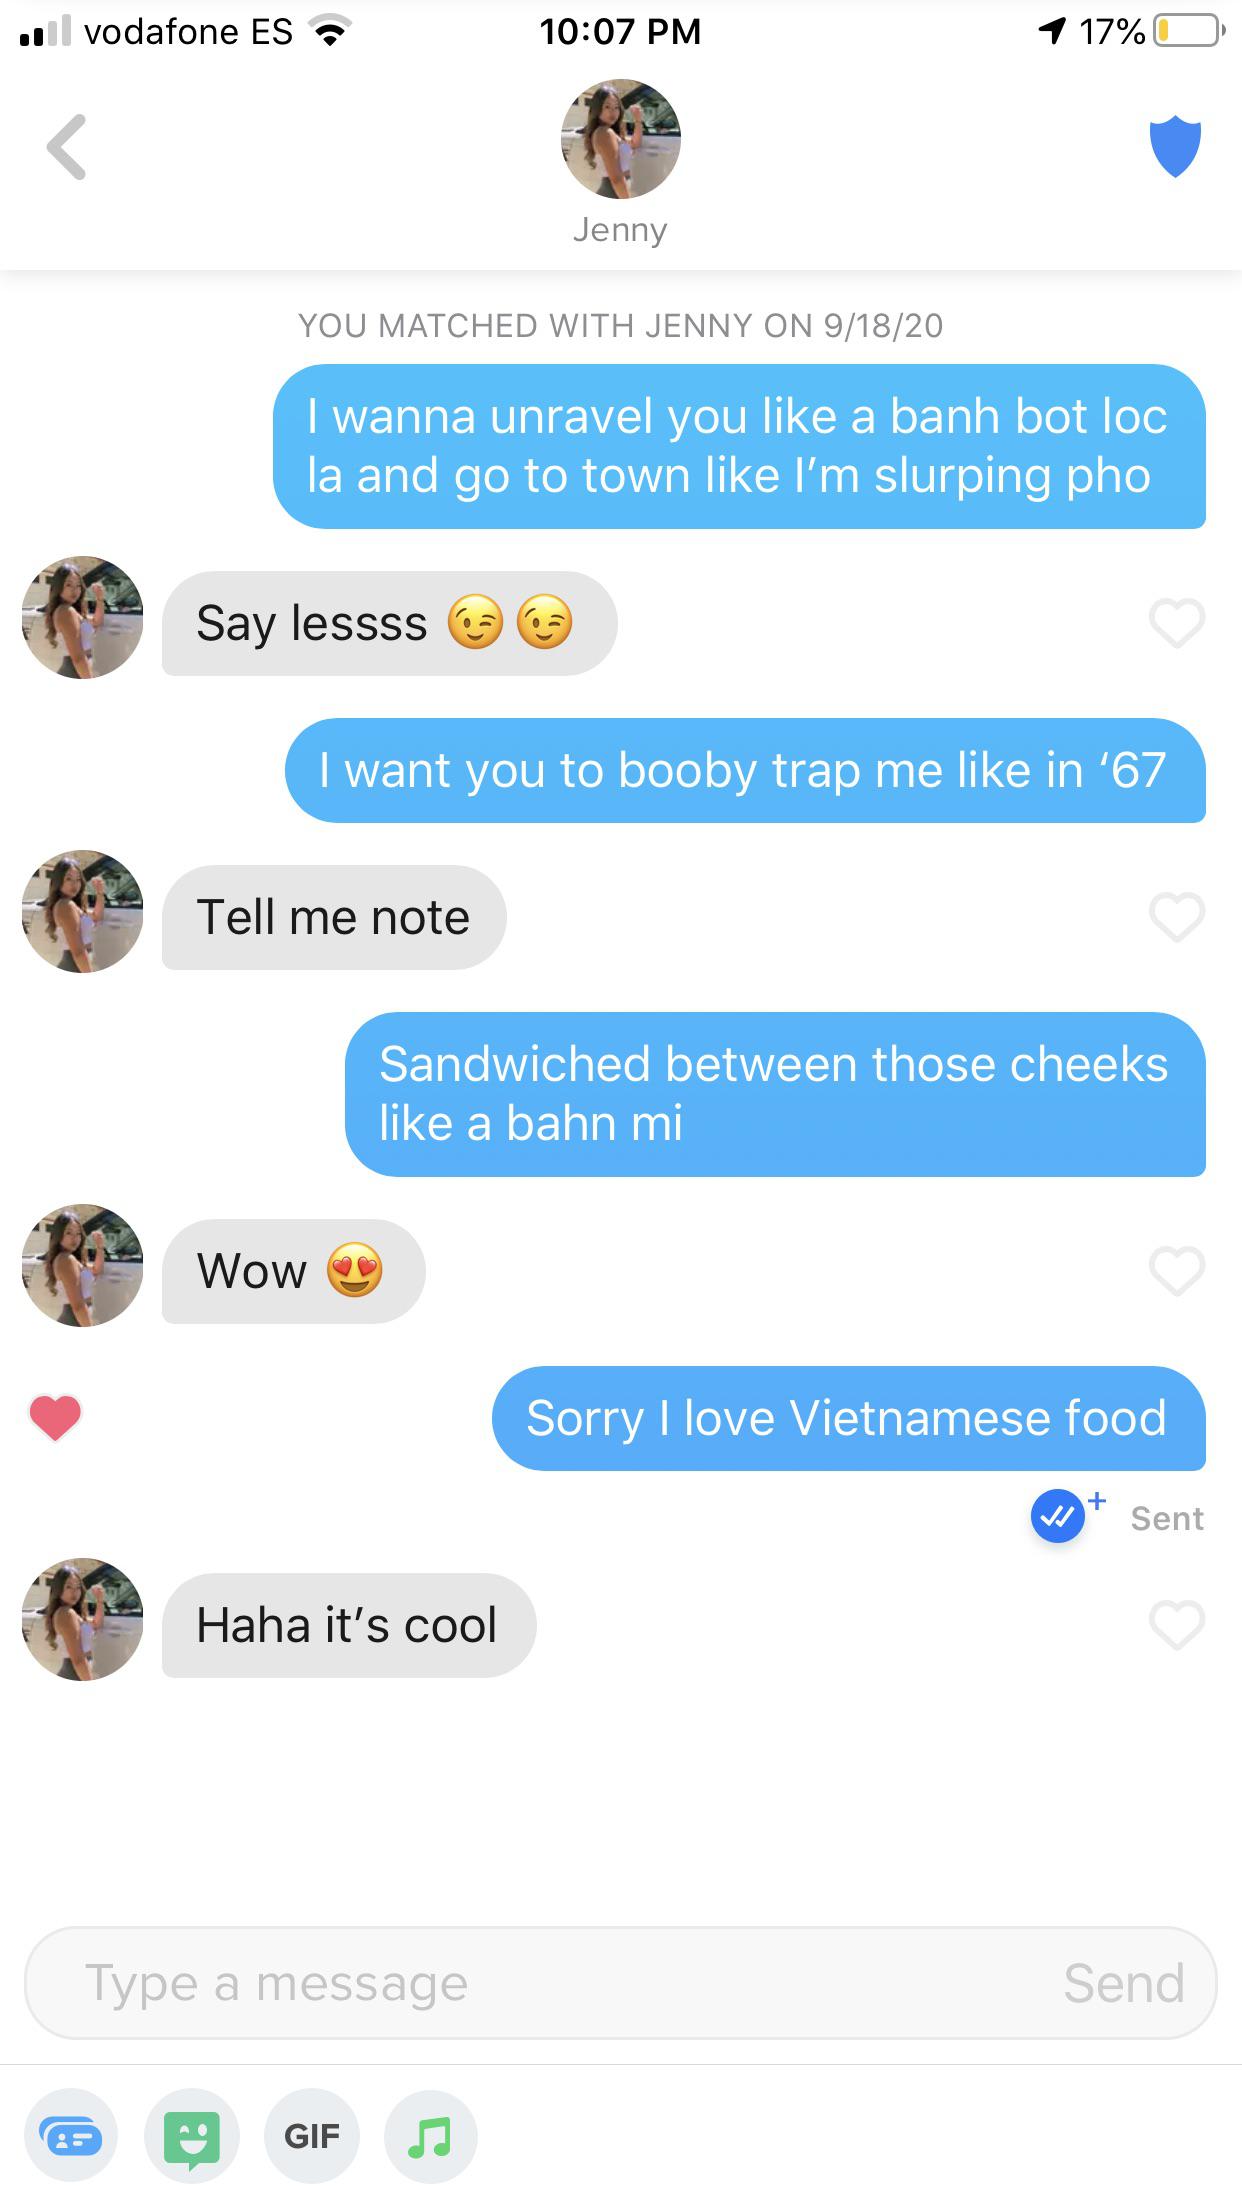 vodafone ES 10:07 PM 17%
Jenny
YOU MATCHED WITH JENNY ON 9/18/20
I wanna unravel you like a banh bot loc
la and go to town like I’m slurping pho
Say lessss 😉😉
I want you to booby trap me like in ‘67
Tell me note
Sandwiched between those cheeks
like a bahn mi
Wow 😍
Sorry I love Vietnamese food
Sent
Haha it’s cool
Type a message Send
GIF